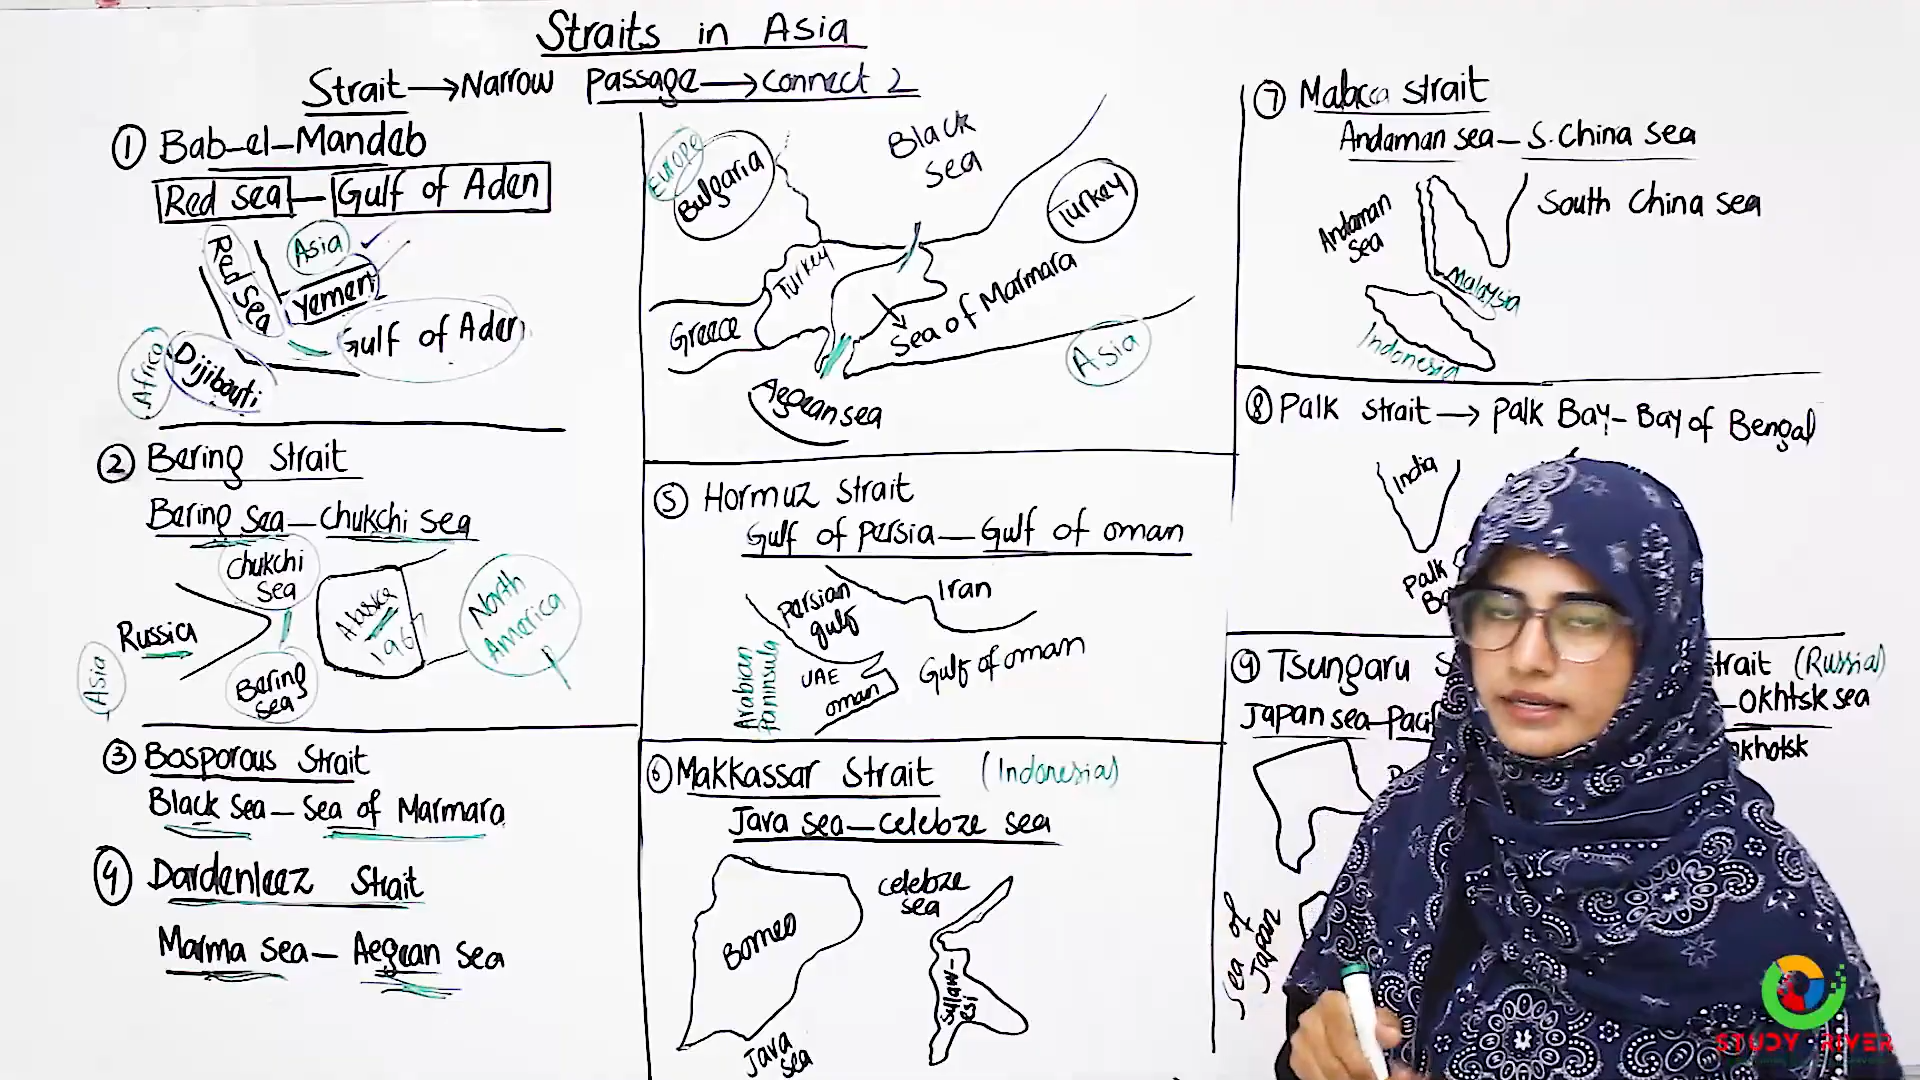 Straits in Asia
Strait → Narrow passage → Connect 2
① Bab-el-Mandab
Red sea — Gulf of Aden
Red sea
Asia
Yemen
Gulf of Aden
Africa
Dijibouti
② Bering Strait
Bering sea — Chukchi sea
Chukchi sea
Russia
Asia
Alaska
1967
North America
Bering sea
③ Bosporous Strait
Black sea — sea of Marmara
④ Dardenleez Strait
Marma sea — Aegean sea
Europe
Bulgaria
Black sea
Turkey
Turkey
Greece
Sea of Marmara
Asia
Aegean sea
⑤ Hormuz strait
Gulf of persia — Gulf of oman
Persian gulf
Iran
Arabian Paninsula
UAE
oman
Gulf of oman
⑥ Makkassar Strait (Indonesia)
Java sea — celebze sea
Borneo
celebze sea
sulawesi
Java sea
⑦ Malacca strait
Andaman sea — S. China sea
Andaman sea
South China sea
Malaysia
Indonesia
⑧ Palk strait → palk Bay — Bay of Bengal
India
Palk
⑨ Tsungaru
trait (Russia)
Japan sea —
— Okhtsk sea
okhotsk
Sea of Japan
STUDY RIVER